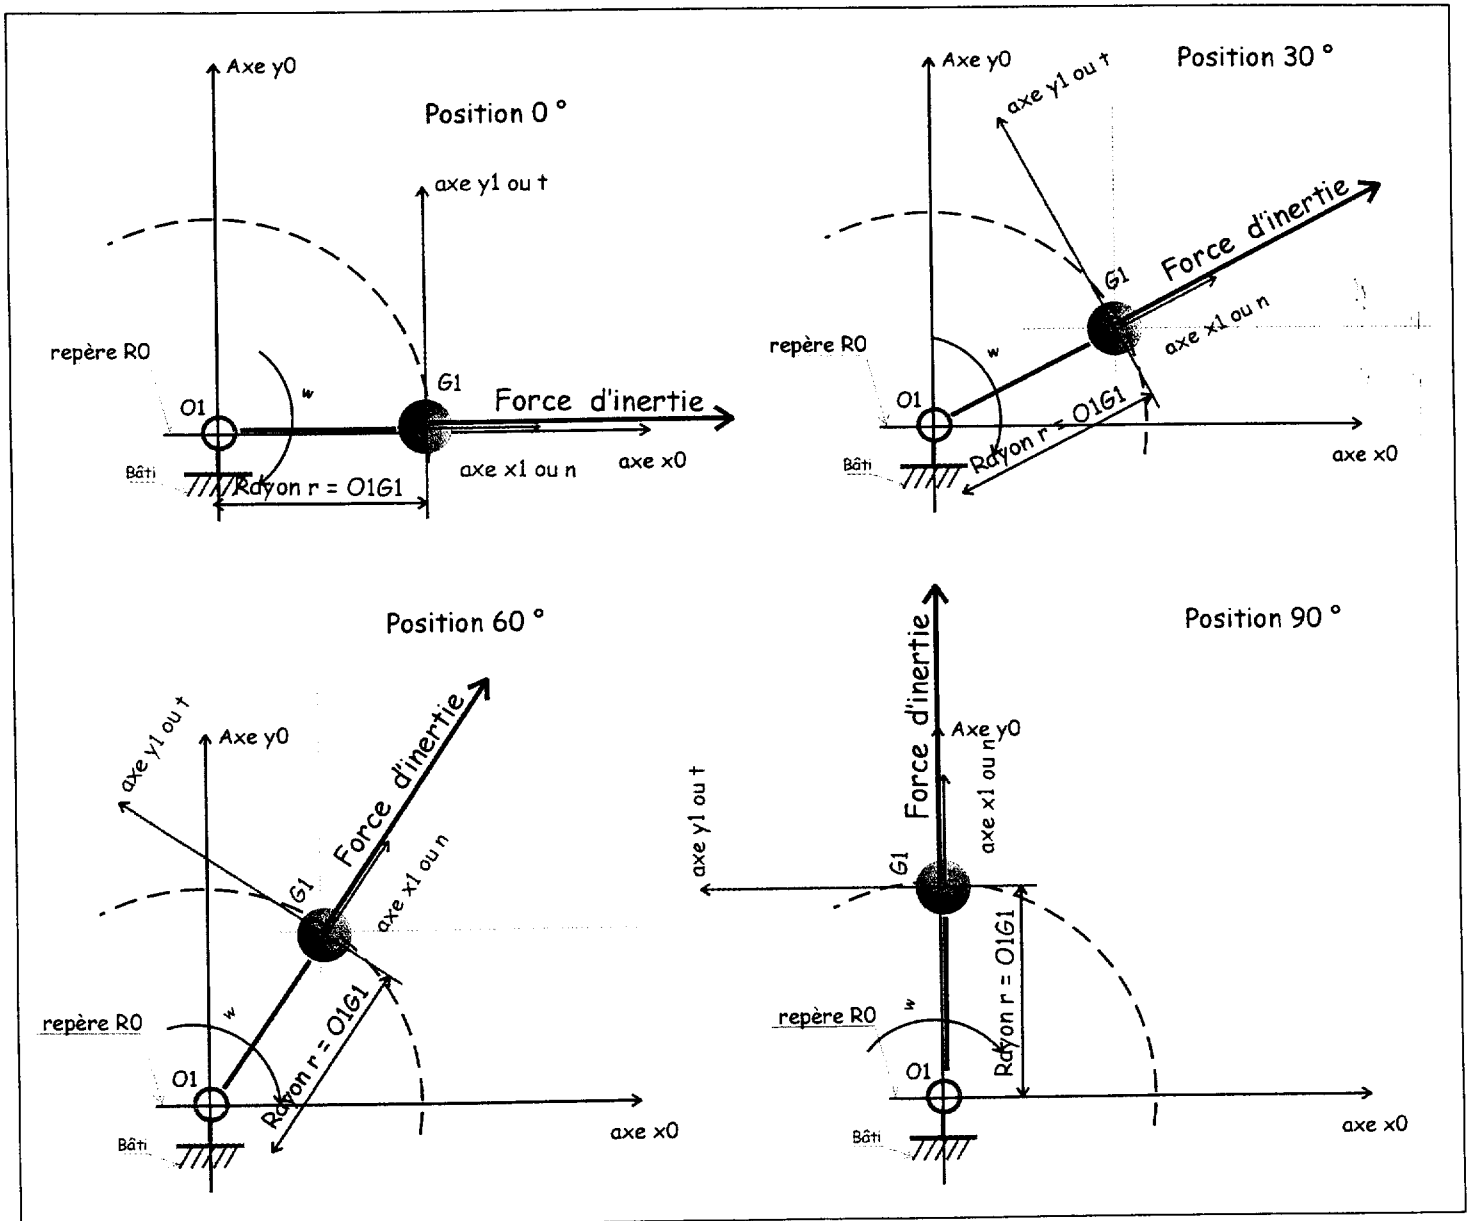 Axe y0
Position 0 °
axe y1 ou t
repère R0
w
G1
O1
Force d'inertie
axe x1 ou n
axe x0
Bâti
Rayon r = O1G1
Axe y0
axe y1 ou t
Position 30 °
Force d'inertie
G1
axe x1 ou n
repère R0
w
O1
Rayon r = O1G1
axe x0
Bâti
Position 60 °
axe y1 ou t
Axe y0
Force d'inertie
G1
axe x1 ou n
repère R0
w
Rayon r = O1G1
O1
axe x0
Bâti
Position 90 °
Force d'inertie
Axe y0
axe x1 ou n
axe y1 ou t
G1
Rayon r = O1G1
repère R0
w
O1
axe x0
Bâti